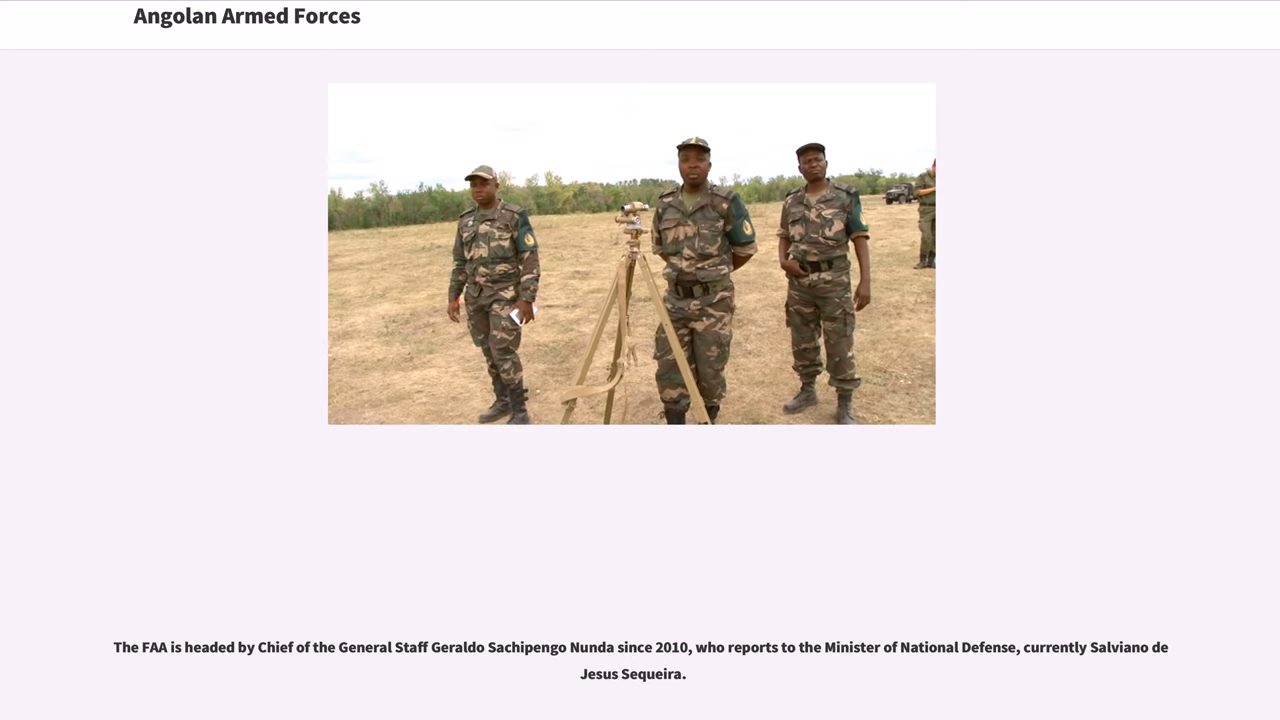 Angolan Armed Forces
The FAA is headed by Chief of the General Staff Geraldo Sachipengo Nunda since 2010, who reports to the Minister of National Defense, currently Salviano de
Jesus Sequeira.